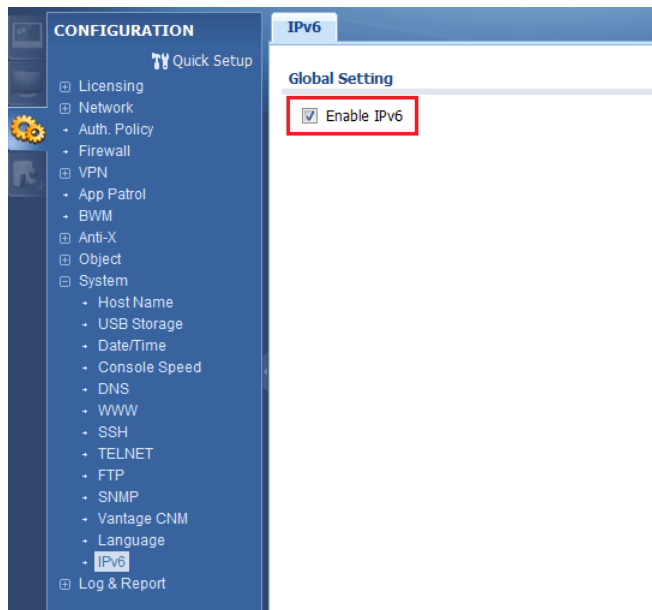 CONFIGURATION
Quick Setup
Licensing
Network
Auth. Policy
Firewall
VPN
App Patrol
BWM
Anti-X
Object
System
Host Name
USB Storage
Date/Time
Console Speed
DNS
WWW
SSH
TELNET
FTP
SNMP
Vantage CNM
Language
IPv6
Log & Report
IPv6
Global Setting
Enable IPv6